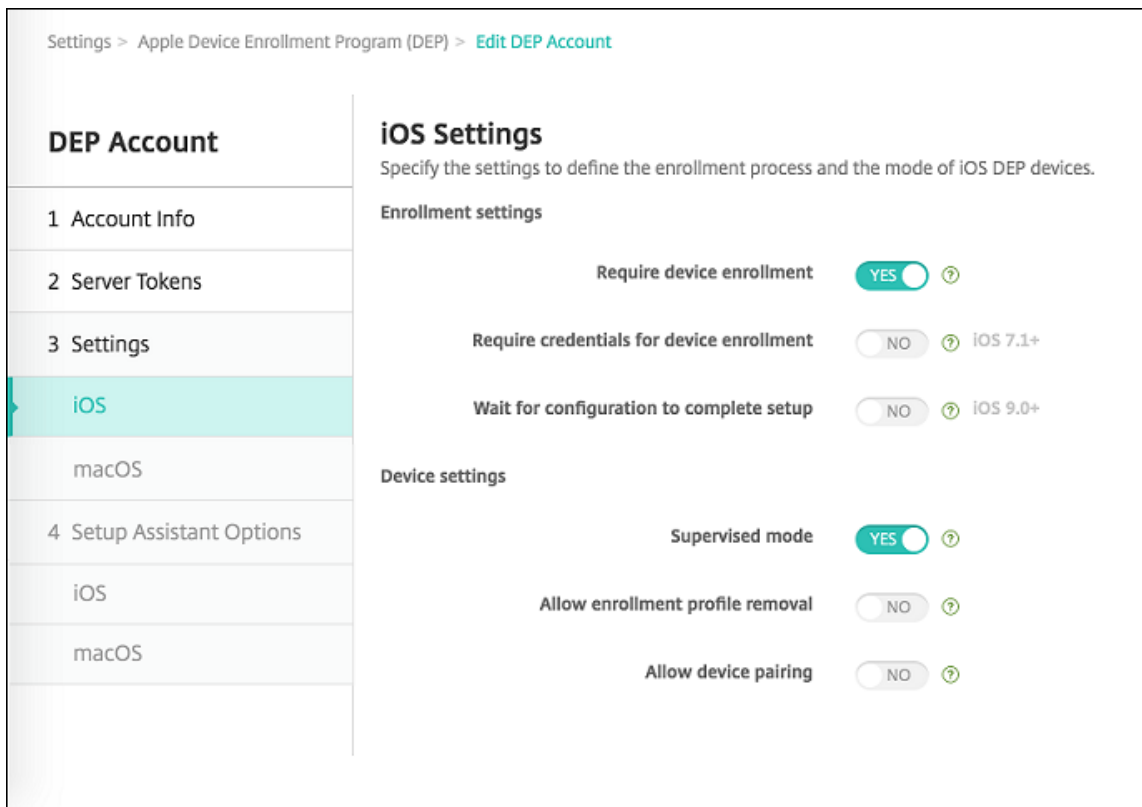 Settings > Apple Device Enrollment Program (DEP) > Edit DEP Account
DEP Account
1 Account Info
2 Server Tokens
3 Settings
iOS
macOS
4 Setup Assistant Options
iOS
macOS
iOS Settings
Specify the settings to define the enrollment process and the mode of iOS DEP devices.
Enrollment settings
Require device enrollment YES ?
Require credentials for device enrollment NO ? iOS 7.1+
Wait for configuration to complete setup NO ? iOS 9.0+
Device settings
Supervised mode YES ?
Allow enrollment profile removal NO ?
Allow device pairing NO ?